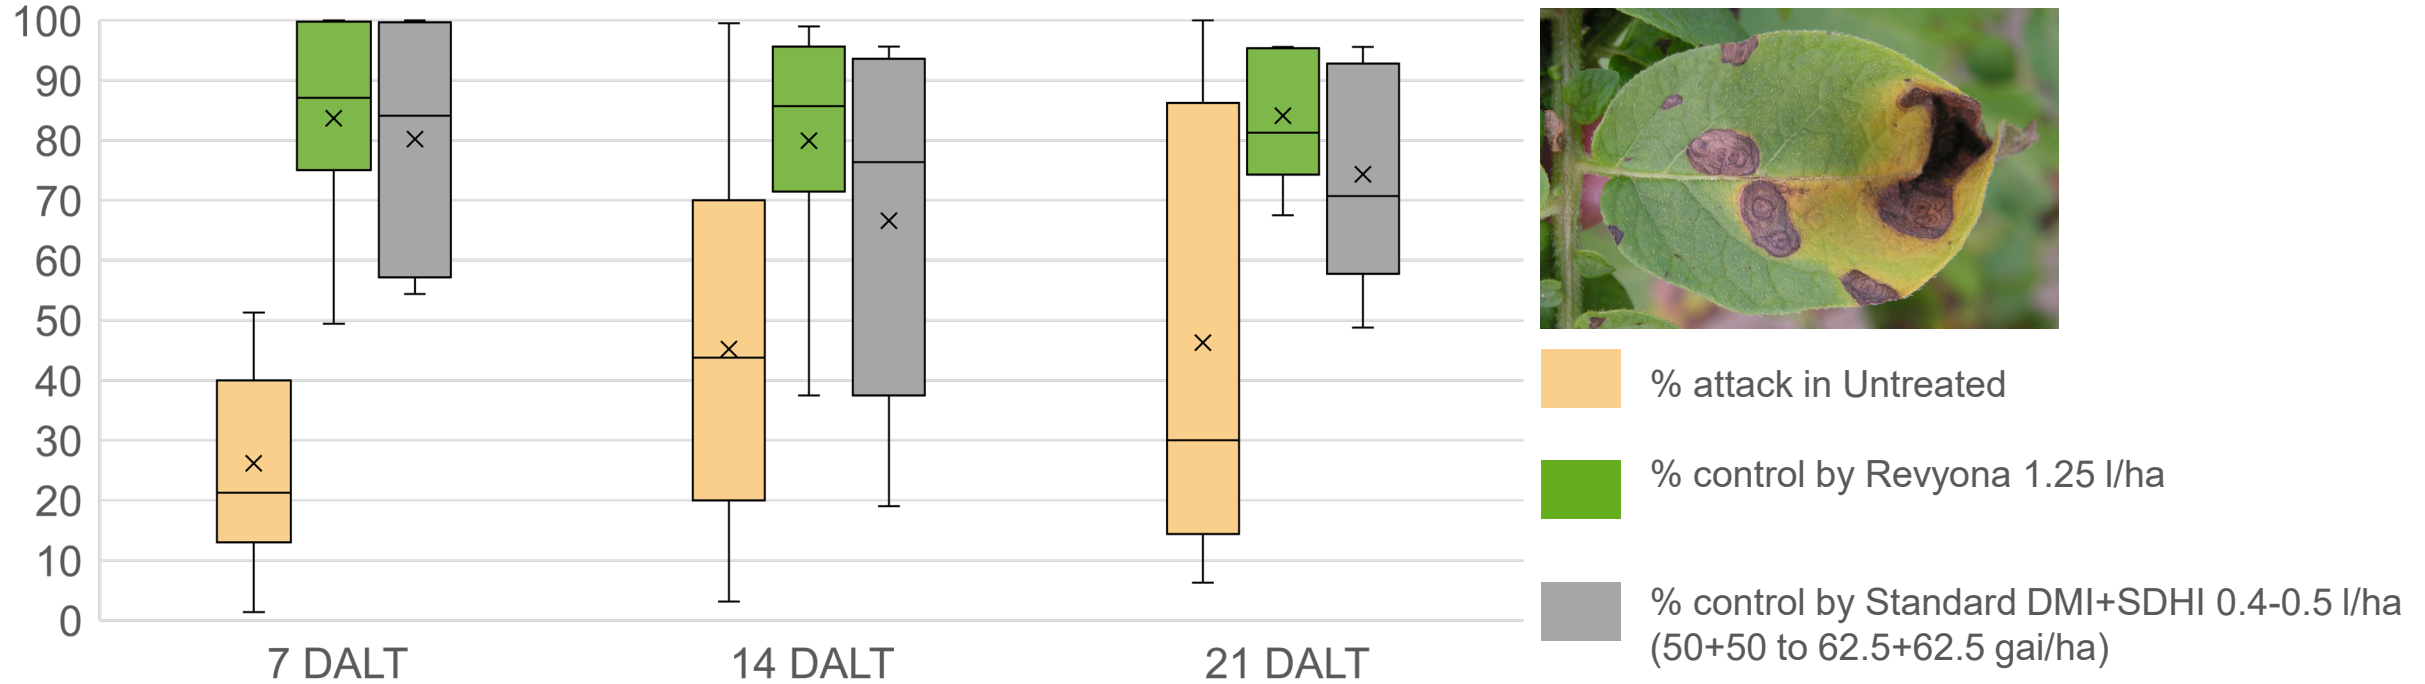 100
90
80
70
60
50
40
30
20
10
0
7 DALT
14 DALT
21 DALT
% attack in Untreated
% control by Revyona 1.25 l/ha
% control by Standard DMI+SDHI 0.4-0.5 l/ha
(50+50 to 62.5+62.5 gai/ha)